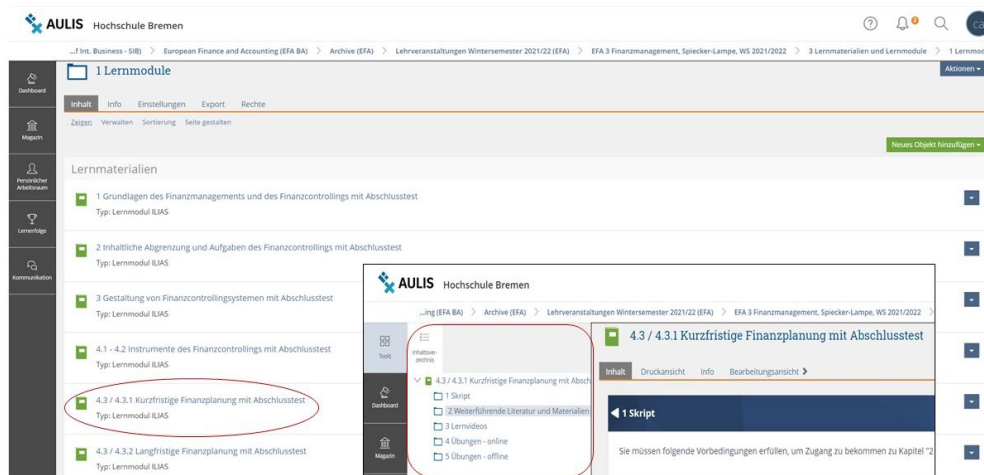 AULIS Hochschule Bremen
2
ca
...f Int. Business - SIB) > European Finance and Accounting (EFA BA) > Archive (EFA) > Lehrveranstaltungen Wintersemester 2021/22 (EFA) > EFA 3 Finanzmanagement, Spiecker-Lampe, WS 2021/2022 > 3 Lernmaterialien und Lernmodule > 1 Lernmod
1 Lernmodule
Aktionen
Dashboard
Magazin
Persönlicher
Arbeitsraum
Lernerfolge
Kommunikation
Inhalt Info Einstellungen Export Rechte
Zeigen Verwalten Sortierung Seite gestalten
Neues Objekt hinzufügen
Lernmaterialien
1 Grundlagen des Finanzmanagements und des Finanzcontrollings mit Abschlusstest
Typ: Lernmodul ILIAS
2 Inhaltliche Abgrenzung und Aufgaben des Finanzcontrollings mit Abschlusstest
Typ: Lernmodul ILIAS
3 Gestaltung von Finanzcontrollingsystemen mit Abschlusstest
Typ: Lernmodul ILIAS
4.1 - 4.2 Instrumente des Finanzcontrollings mit Abschlusstest
Typ: Lernmodul ILIAS
4.3 / 4.3.1 Kurzfristige Finanzplanung mit Abschlusstest
Typ: Lernmodul ILIAS
4.3 / 4.3.2 Langfristige Finanzplanung mit Abschlusstest
Typ: Lernmodul ILIAS
AULIS Hochschule Bremen
...ing (EFA BA) > Archive (EFA) > Lehrveranstaltungen Wintersemester 2021/22 (EFA) > EFA 3 Finanzmanagement, Spiecker-Lampe, WS 2021/2022 >
Tools
Dashboard
Magazin
Inhaltsver-
zeichnis
4.3 / 4.3.1 Kurzfristige Finanzplanung mit Absch
1 Skript
2 Weiterführende Literatur und Materialien
3 Lernvideos
4 Übungen - online
5 Übungen - offline
4.3 / 4.3.1 Kurzfristige Finanzplanung mit Abschlusstest
Inhalt Druckansicht Info Bearbeitungsansicht
1 Skript
Sie müssen folgende Vorbedingungen erfüllen, um Zugang zu bekommen zu Kapitel "2